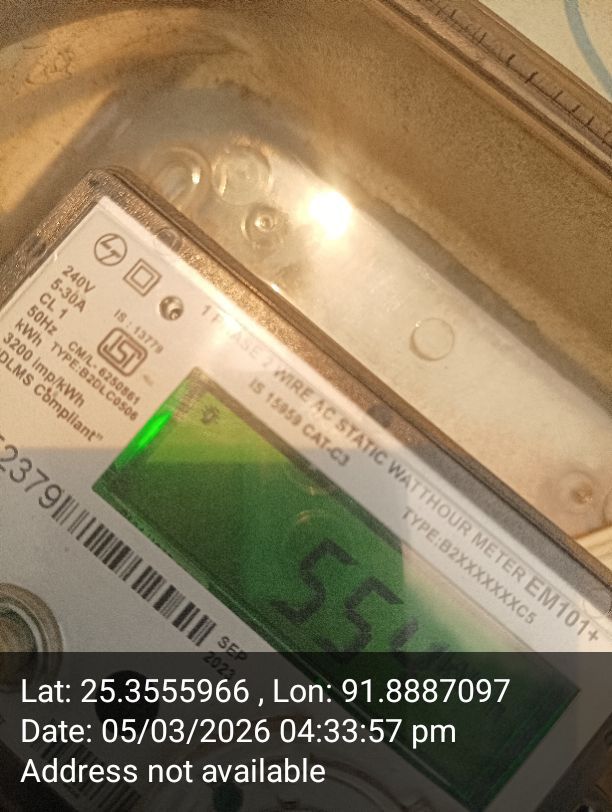 240V
5-30A
CL 1
50Hz
kWh
3200 imp/kWh
DLMS Compliant"
IS : 13779
CM/L- 6250861
TYPE:B2DLC0506
1 PHASE 2 WIRE AC STATIC WATTHOUR METER EM101+
IS 15959 CAT-C3
TYPE:B2XXXXXXXC5
2379
SEP
55
Lat: 25.3555966 , Lon: 91.8887097
Date: 05/03/2026 04:33:57 pm
Address not available